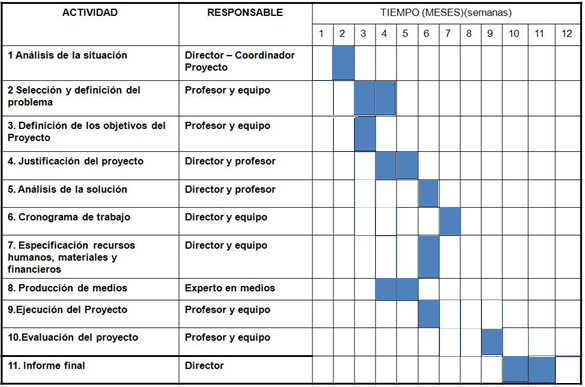 ACTIVIDAD RESPONSABLE TIEMPO (MESES)(semanas)
1 2 3 4 5 6 7 8 9 10 11 12
1 Análisis de la situación Director – Coordinador
Proyecto
2 Selección y definición del Profesor y equipo
problema
3. Definición de los objetivos del Profesor y equipo
Proyecto
4. Justificación del proyecto Director y profesor
5. Análisis de la solución Director y profesor
6. Cronograma de trabajo Director y equipo
7. Especificación recursos Director y equipo
humanos, materiales y
financieros
8. Producción de medios Experto en medios
9.Ejecución del Proyecto Profesor y equipo
10.Evaluación del proyecto Profesor y equipo
11. Informe final Director